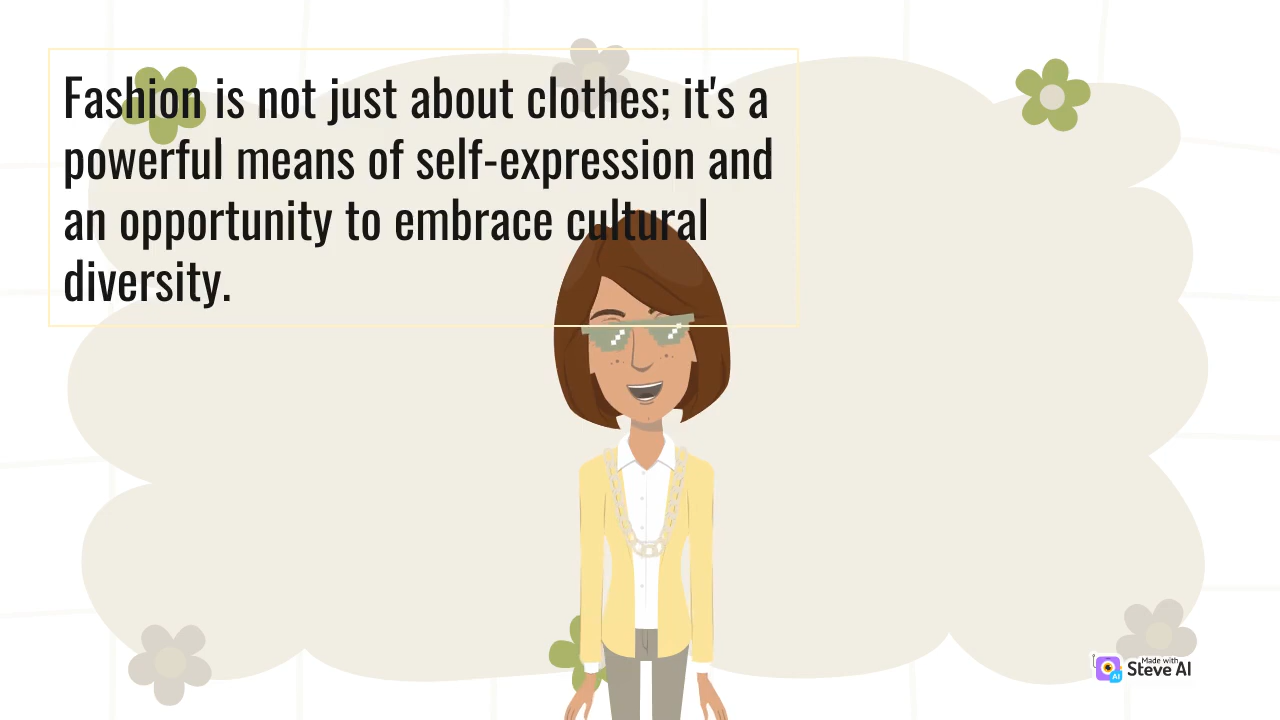 Fashion is not just about clothes; it's a
powerful means of self-expression and
an opportunity to embrace cultural
diversity.
Made with
Steve AI
AI